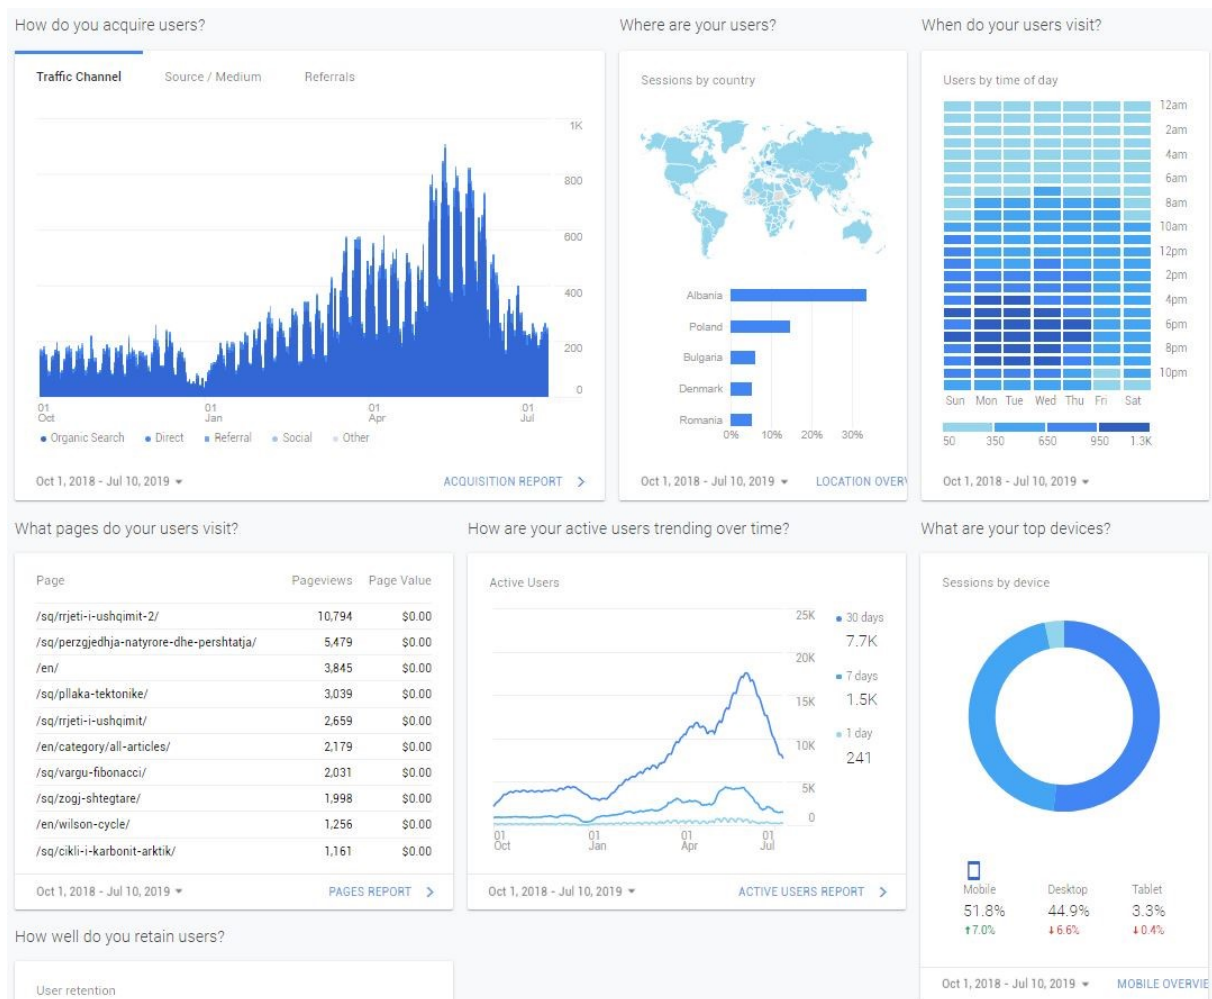 How do you acquire users?
Traffic Channel Source / Medium Referrals
1K
800
600
400
200
0
01 Oct 01 Jan 01 Apr 01 Jul
Organic Search Direct Referral Social Other
Oct 1, 2018 - Jul 10, 2019 ACQUISITION REPORT
Where are your users?
Sessions by country
Albania
Poland
Bulgaria
Denmark
Romania
0% 10% 20% 30%
Oct 1, 2018 - Jul 10, 2019 LOCATION OVERV
When do your users visit?
Users by time of day
12am
2am
4am
6am
8am
10am
12pm
2pm
4pm
6pm
8pm
10pm
Sun Mon Tue Wed Thu Fri Sat
50 350 650 950 1.3K
Oct 1, 2018 - Jul 10, 2019
What pages do your users visit?
Page Pageviews Page Value
/sq/rrjeti-i-ushqimit-2/ 10,794 $0.00
/sq/perzgjedhja-natyrore-dhe-pershtatja/ 5,479 $0.00
/en/ 3,845 $0.00
/sq/pllaka-tektonike/ 3,039 $0.00
/sq/rrjeti-i-ushqimit/ 2,659 $0.00
/en/category/all-articles/ 2,179 $0.00
/sq/vargu-fibonacci/ 2,031 $0.00
/sq/zogj-shtegtare/ 1,998 $0.00
/en/wilson-cycle/ 1,256 $0.00
/sq/cikli-i-karbonit-arktik/ 1,161 $0.00
Oct 1, 2018 - Jul 10, 2019 PAGES REPORT
How are your active users trending over time?
Active Users
25K
20K
15K
10K
5K
0
01 Oct 01 Jan 01 Apr 01 Jul
30 days
7.7K
7 days
1.5K
1 day
241
Oct 1, 2018 - Jul 10, 2019 ACTIVE USERS REPORT
What are your top devices?
Sessions by device
Mobile Desktop Tablet
51.8% 44.9% 3.3%
7.0% 6.6% 0.4%
Oct 1, 2018 - Jul 10, 2019 MOBILE OVERVIE
How well do you retain users?
User retention